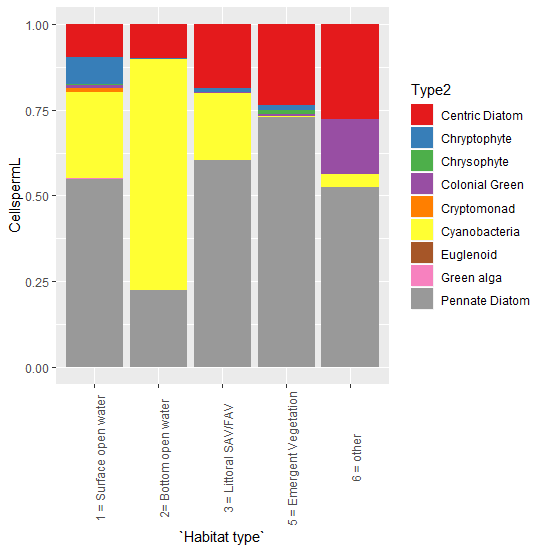 1.00
0.75
0.50
0.25
0.00
CellspermL
1 = Surface open water
2= Bottom open water
3 = Littoral SAV/FAV
5 = Emergent Vegetation
6 = other
`Habitat type`
Type2
Centric Diatom
Chryptophyte
Chrysophyte
Colonial Green
Cryptomonad
Cyanobacteria
Euglenoid
Green alga
Pennate Diatom